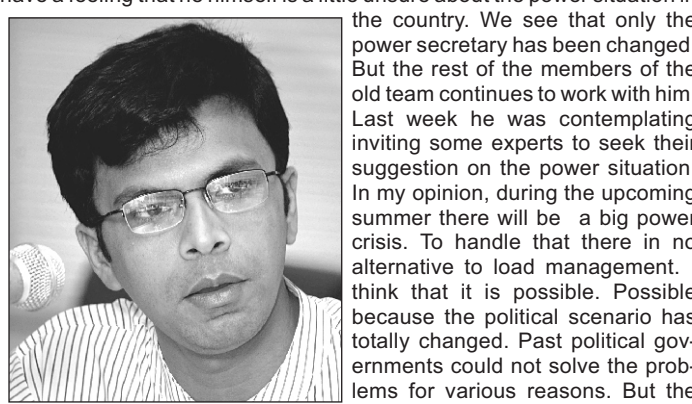 have a feeling that he himself is a little unsure about the power situation in
the country. We see that only the
power secretary has been changed
But the rest of the members of the
old team continues to work with him
Last week he was contemplating
inviting some experts to seek their
suggestion on the power situation
In my opinion, during the upcoming
summer there will be a big power
crisis. To handle that there in no
alternative to load management.
think that it is possible. Possible
because the political scenario has
totally changed. Past political gov-
ernments could not solve the prob-
lems for various reasons. But the